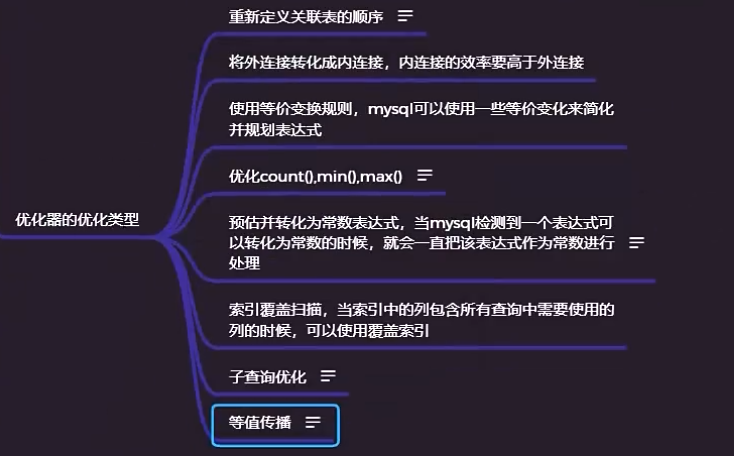 重新定义关联表的顺序
将外连接转化成内连接，内连接的效率要高于外连接
使用等价变换规则，mysql可以使用一些等价变化来简化
并规划表达式
优化count(),min(),max()
优化器的优化类型
预估并转化为常数表达式，当mysql检测到一个表达式可
以转化为常数的时候，就会一直把该表达式作为常数进行
处理
索引覆盖扫描，当索引中的列包含所有查询中需要使用的
列的时候，可以使用覆盖索引
子查询优化
等值传播